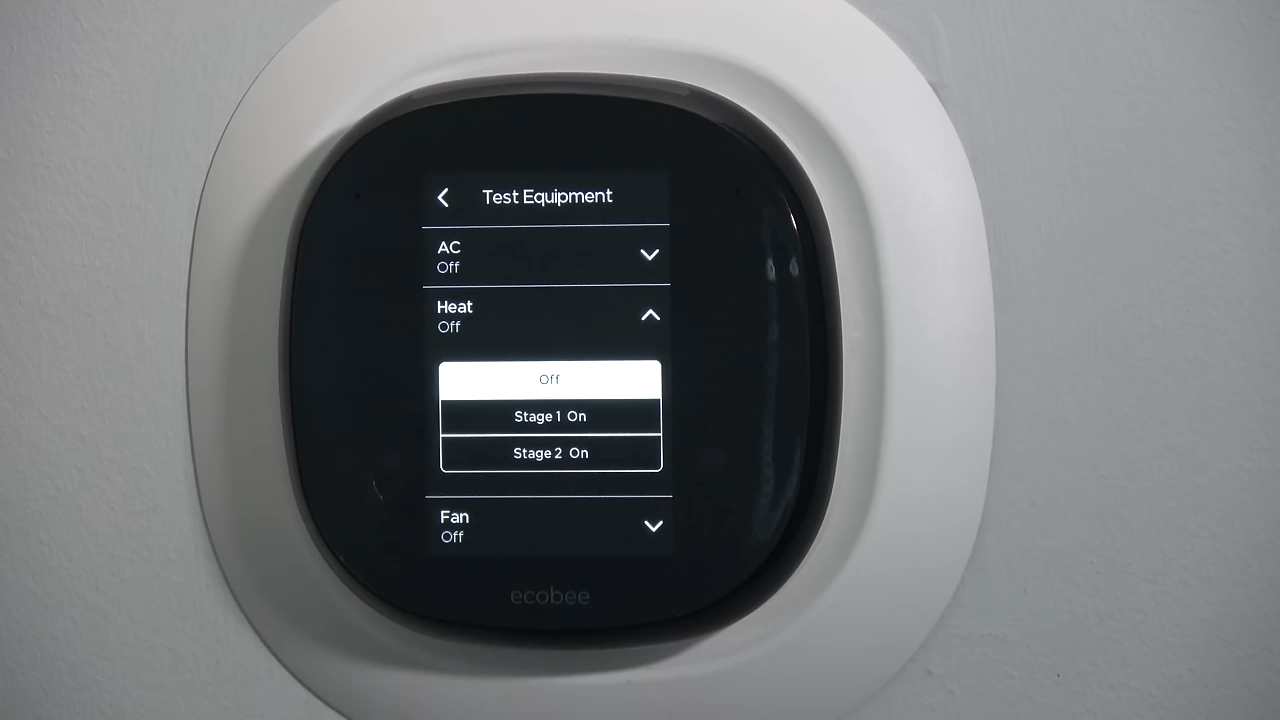 Test Equipment
AC
Off
Heat
Off
Off
Stage 1 On
Stage 2 On
Fan
Off
ecobee